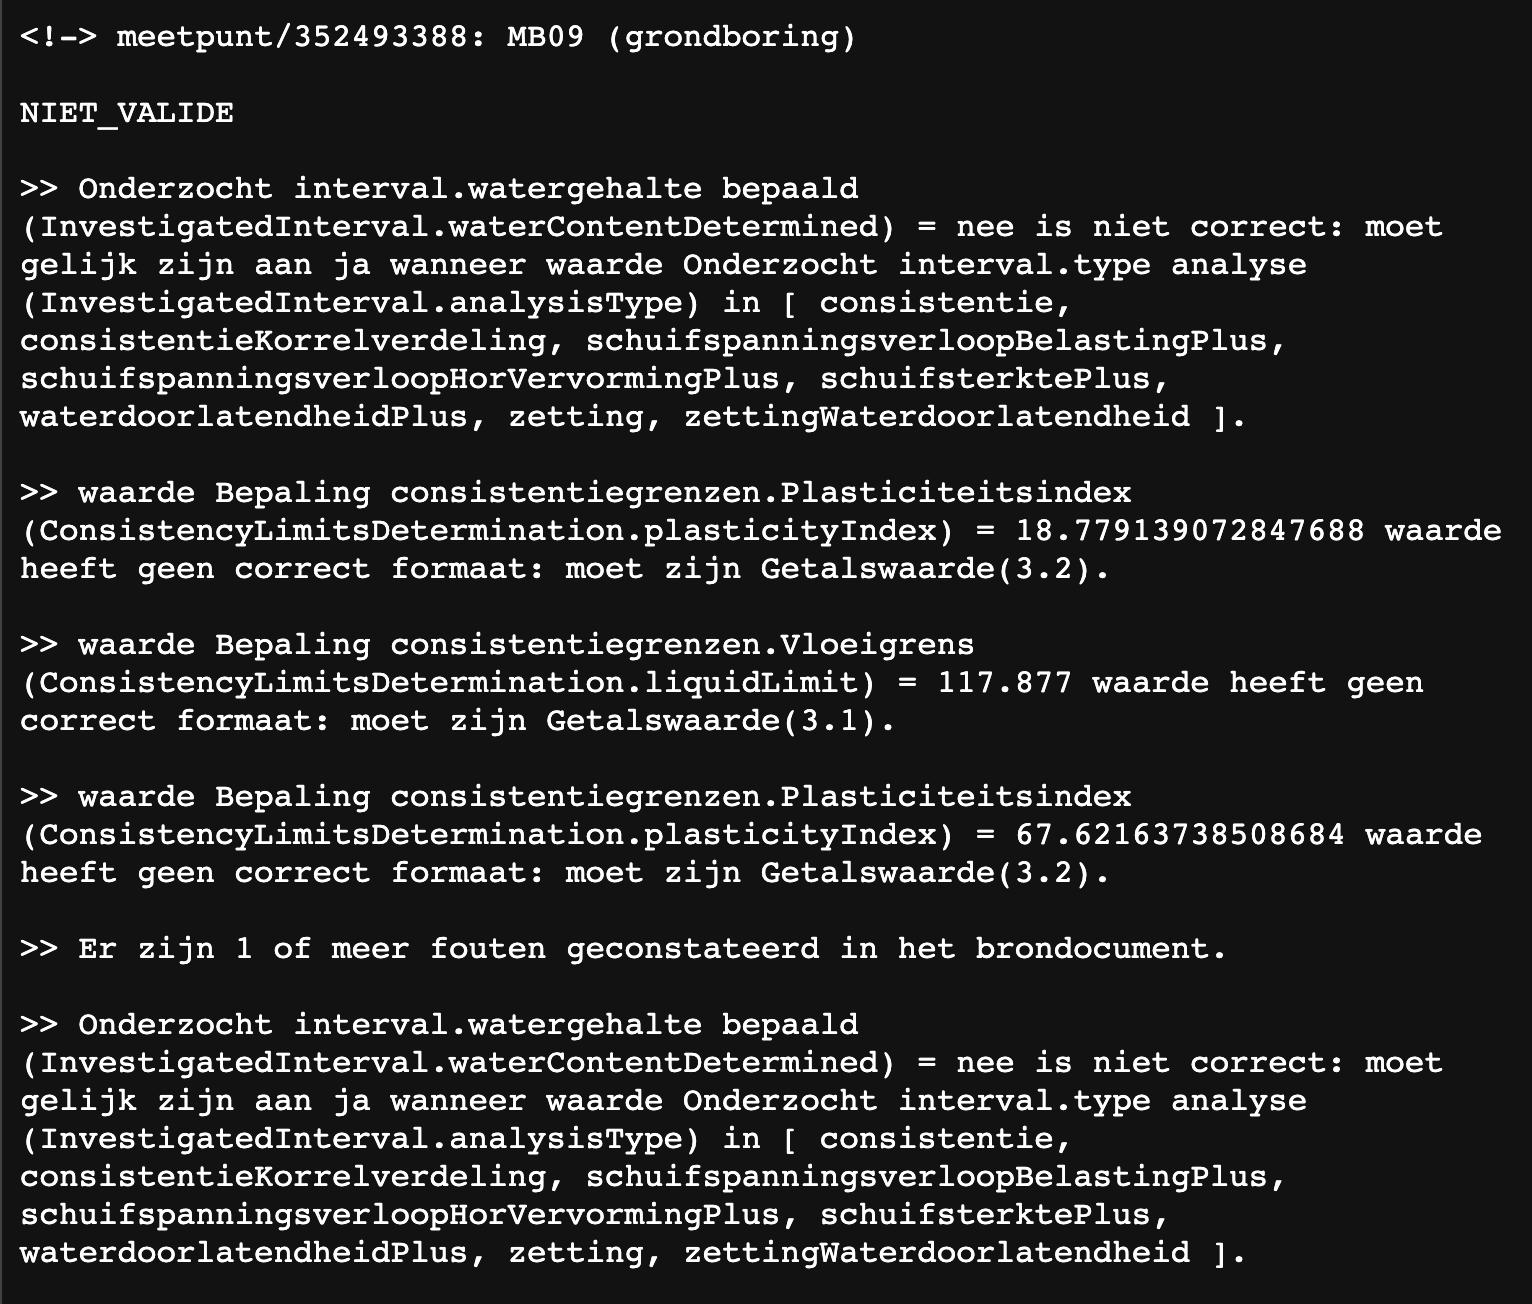 <!-> meetpunt/352493388: MB09 (grondboring)
NIET_VALIDE
>> Onderzocht interval.watergehalte bepaald
(InvestigatedInterval.waterContentDetermined) = nee is niet correct: moet
gelijk zijn aan ja wanneer waarde Onderzocht interval.type analyse
(InvestigatedInterval.analysisType) in [ consistentie,
consistentieKorrelverdeling, schuifspanningsverloopBelastingPlus,
schuifspanningsverloopHorVervormingPlus, schuifsterktePlus,
waterdoorlatendheidPlus, zetting, zettingWaterdoorlatendheid ].
>> waarde Bepaling consistentiegrenzen.Plasticiteitsindex
(ConsistencyLimitsDetermination.plasticityIndex) = 18.779139072847688 waarde
heeft geen correct formaat: moet zijn Getalswaarde(3.2).
>> waarde Bepaling consistentiegrenzen.Vloeigrens
(ConsistencyLimitsDetermination.liquidLimit) = 117.877 waarde heeft geen
correct formaat: moet zijn Getalswaarde(3.1).
>> waarde Bepaling consistentiegrenzen.Plasticiteitsindex
(ConsistencyLimitsDetermination.plasticityIndex) = 67.62163738508684 waarde
heeft geen correct formaat: moet zijn Getalswaarde(3.2).
>> Er zijn 1 of meer fouten geconstateerd in het brondocument.
>> Onderzocht interval.watergehalte bepaald
(InvestigatedInterval.waterContentDetermined) = nee is niet correct: moet
gelijk zijn aan ja wanneer waarde Onderzocht interval.type analyse
(InvestigatedInterval.analysisType) in [ consistentie,
consistentieKorrelverdeling, schuifspanningsverloopBelastingPlus,
schuifspanningsverloopHorVervormingPlus, schuifsterktePlus,
waterdoorlatendheidPlus, zetting, zettingWaterdoorlatendheid ].